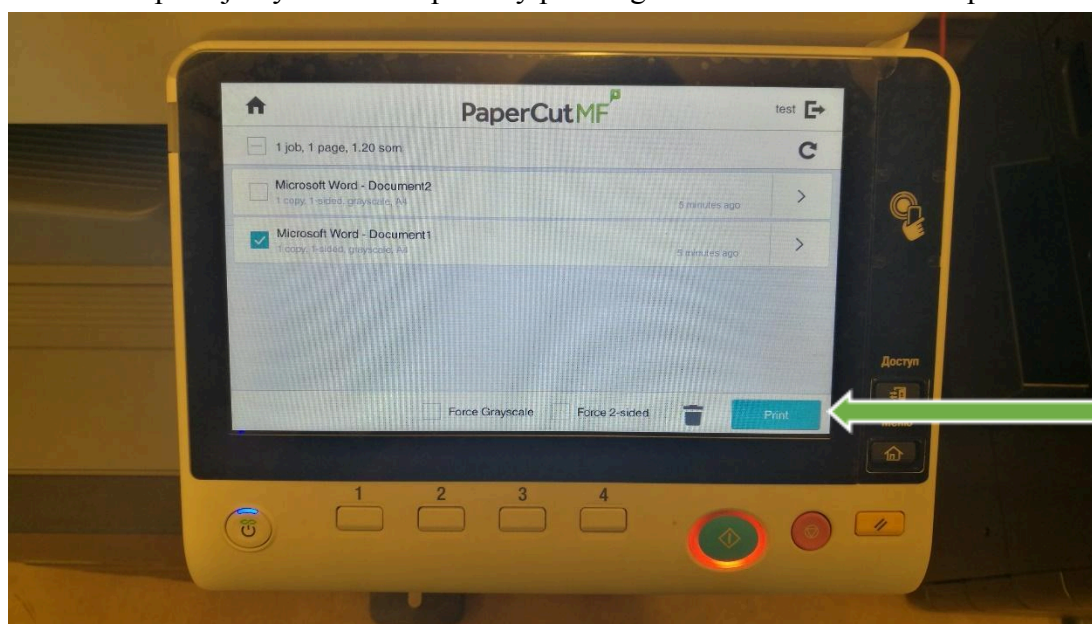 PaperCut MF
test
1 job, 1 page, 1.20 som
Microsoft Word - Document2
1 copy, 1-sided, grayscale, A4
5 minutes ago
Microsoft Word - Document1
1 copy, 1-sided, grayscale, A4
5 minutes ago
Доступ
Force Grayscale
Force 2-sided
Print
Меню
1 2 3 4